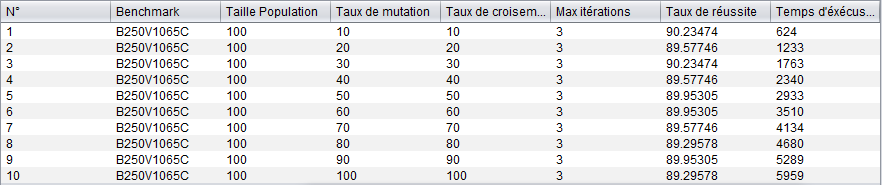 N° Benchmark Taille Population Taux de mutation Taux de croisem... Max itérations Taux de réussite Temps d'éxécus...
1 B250V1065C 100 10 10 3 90.23474 624
2 B250V1065C 100 20 20 3 89.57746 1233
3 B250V1065C 100 30 30 3 90.23474 1763
4 B250V1065C 100 40 40 3 89.57746 2340
5 B250V1065C 100 50 50 3 89.95305 2933
6 B250V1065C 100 60 60 3 89.95305 3510
7 B250V1065C 100 70 70 3 89.57746 4134
8 B250V1065C 100 80 80 3 89.29578 4680
9 B250V1065C 100 90 90 3 89.95305 5289
10 B250V1065C 100 100 100 3 89.29578 5959